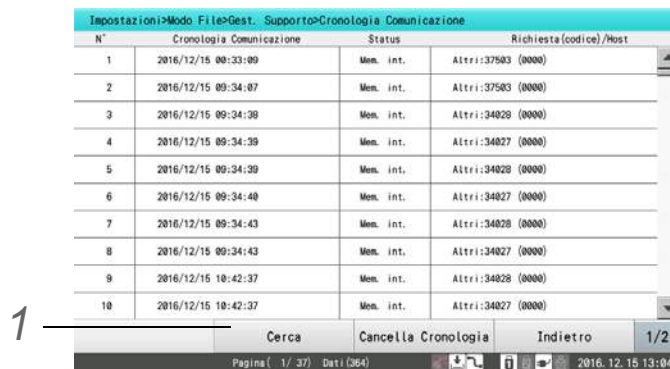 Impostazioni>Modo File>Gest. Supporto>Cronologia Comunicazione
N° Cronologia Comunicazione Status Richiesta(codice)/Host
1 2016/12/15 00:33:09 Mem. int. Altri:37503 (0000)
2 2016/12/15 09:34:07 Mem. int. Altri:37503 (0000)
3 2016/12/15 09:34:38 Mem. int. Altri:34028 (0000)
4 2016/12/15 09:34:39 Mem. int. Altri:34027 (0000)
5 2016/12/15 09:34:39 Mem. int. Altri:34028 (0000)
6 2016/12/15 09:34:40 Mem. int. Altri:34027 (0000)
7 2016/12/15 09:34:43 Mem. int. Altri:34028 (0000)
8 2016/12/15 09:34:43 Mem. int. Altri:34027 (0000)
9 2016/12/15 10:42:37 Mem. int. Altri:34028 (0000)
10 2016/12/15 10:42:37 Mem. int. Altri:34027 (0000)
1
Cerca Cancella Cronologia Indietro 1/2
Pagina( 1/ 37) Dati(364) 2016.12.15 13:04